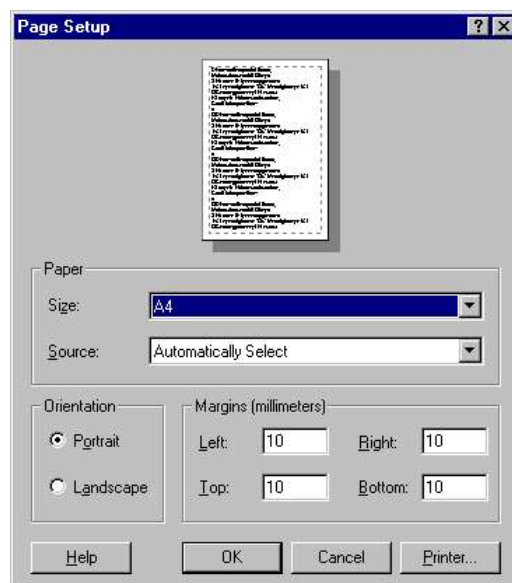 Page Setup
Paper
Size: A4
Source: Automatically Select
Orientation
Portrait
Landscape
Margins (millimeters)
Left: 10 Right: 10
Top: 10 Bottom: 10
Help OK Cancel Printer...